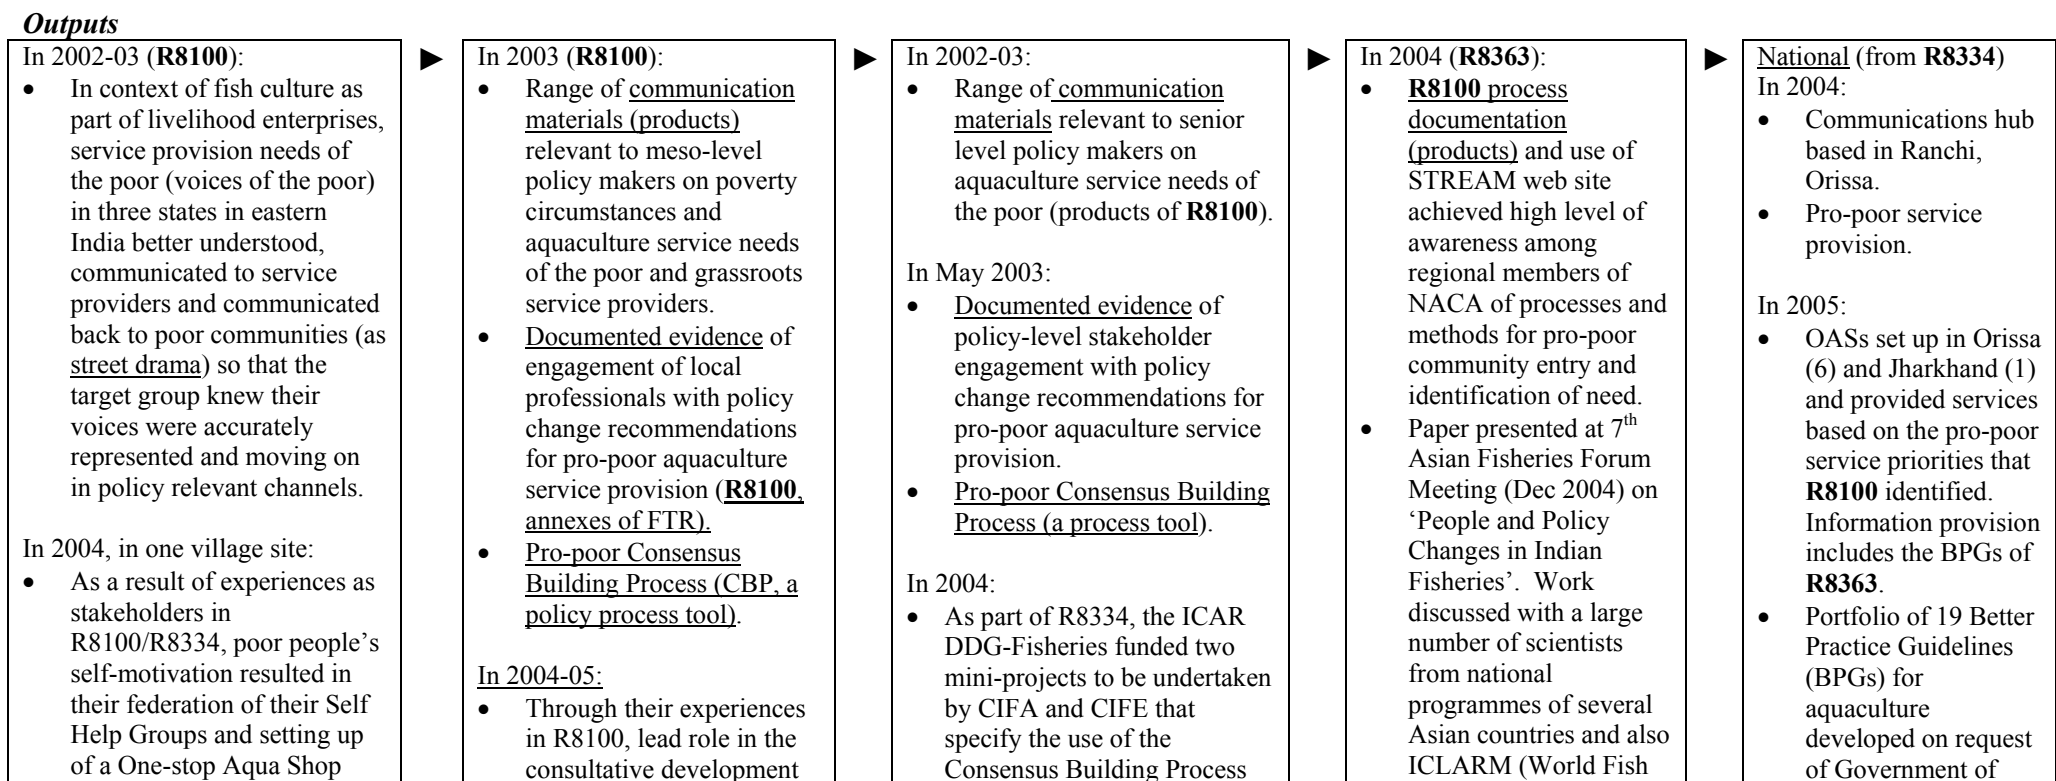 Outputs
In 2002-03 (R8100):
• In context of fish culture as
part of livelihood enterprises,
service provision needs of
the poor (voices of the poor)
in three states in eastern
India better understood,
communicated to service
providers and communicated
back to poor communities (as
street drama) so that the
target group knew their
voices were accurately
represented and moving on
in policy relevant channels.
In 2004, in one village site:
• As a result of experiences as
stakeholders in
R8100/R8334, poor people’s
self-motivation resulted in
their federation of their Self
Help Groups and setting up
of a One-stop Aqua Shop
►
In 2003 (R8100):
• Range of communication
materials (products)
relevant to meso-level
policy makers on poverty
circumstances and
aquaculture service needs
of the poor and grassroots
service providers.
• Documented evidence of
engagement of local
professionals with policy
change recommendations
for pro-poor aquaculture
service provision (R8100,
annexes of FTR).
• Pro-poor Consensus
Building Process (CBP, a
policy process tool).
In 2004-05:
• Through their experiences
in R8100, lead role in the
consultative development
►
In 2002-03:
• Range of communication
materials relevant to senior
level policy makers on
aquaculture service needs of
the poor (products of R8100).
In May 2003:
• Documented evidence of
policy-level stakeholder
engagement with policy
change recommendations for
pro-poor aquaculture service
provision.
• Pro-poor Consensus Building
Process (a process tool).
In 2004:
• As part of R8334, the ICAR
DDG-Fisheries funded two
mini-projects to be undertaken
by CIFA and CIFE that
specify the use of the
Consensus Building Process
►
In 2004 (R8363):
• R8100 process
documentation
(products) and use of
STREAM web site
achieved high level of
awareness among
regional members of
NACA of processes and
methods for pro-poor
community entry and
identification of need.
• Paper presented at 7th
Asian Fisheries Forum
Meeting (Dec 2004) on
‘People and Policy
Changes in Indian
Fisheries’. Work
discussed with a large
number of scientists
from national
programmes of several
Asian countries and also
ICLARM (World Fish
►
National (from R8334)
In 2004:
• Communications hub
based in Ranchi,
Orissa.
• Pro-poor service
provision.
In 2005:
• OASs set up in Orissa
(6) and Jharkhand (1)
and provided services
based on the pro-poor
service priorities that
R8100 identified.
Information provision
includes the BPGs of
R8363.
• Portfolio of 19 Better
Practice Guidelines
(BPGs) for
aquaculture
developed on request
of Government of